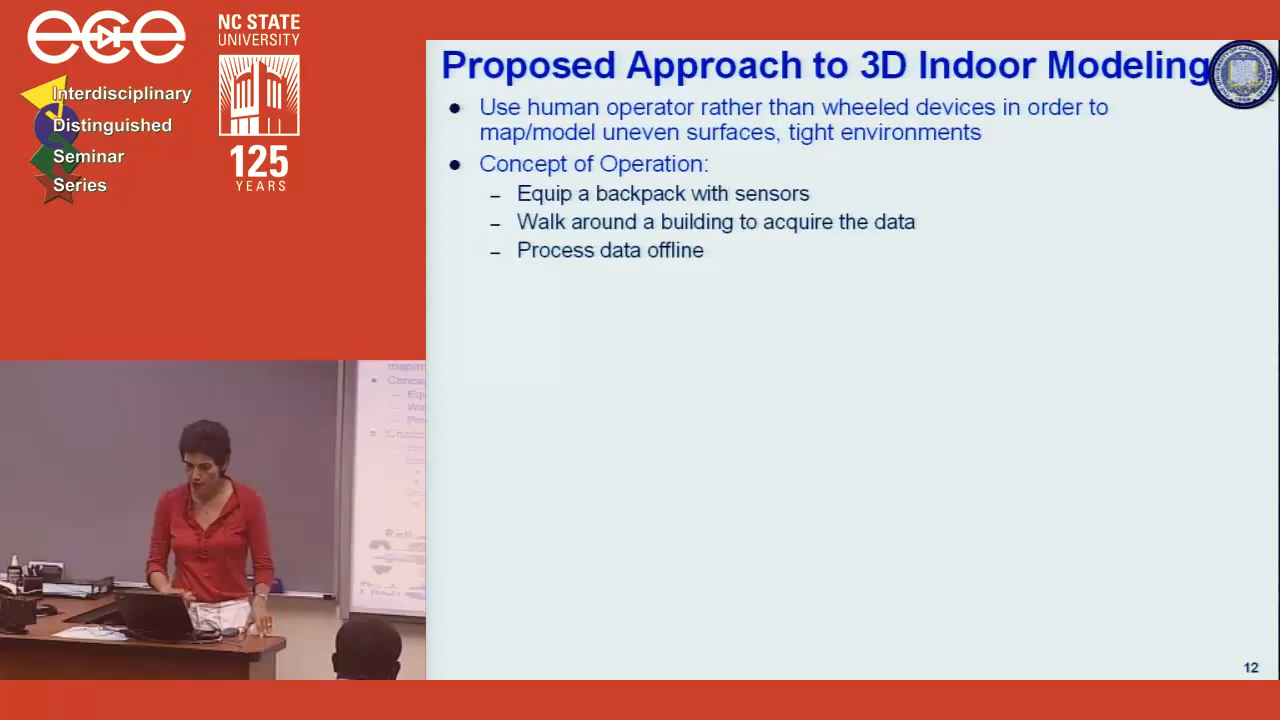 ece
NC STATE
UNIVERSITY
125
YEARS
Interdisciplinary
Distinguished
Seminar
Series
Proposed Approach to 3D Indoor Modeling
● Use human operator rather than wheeled devices in order to
map/model uneven surfaces, tight environments
● Concept of Operation:
– Equip a backpack with sensors
– Walk around a building to acquire the data
– Process data offline
12